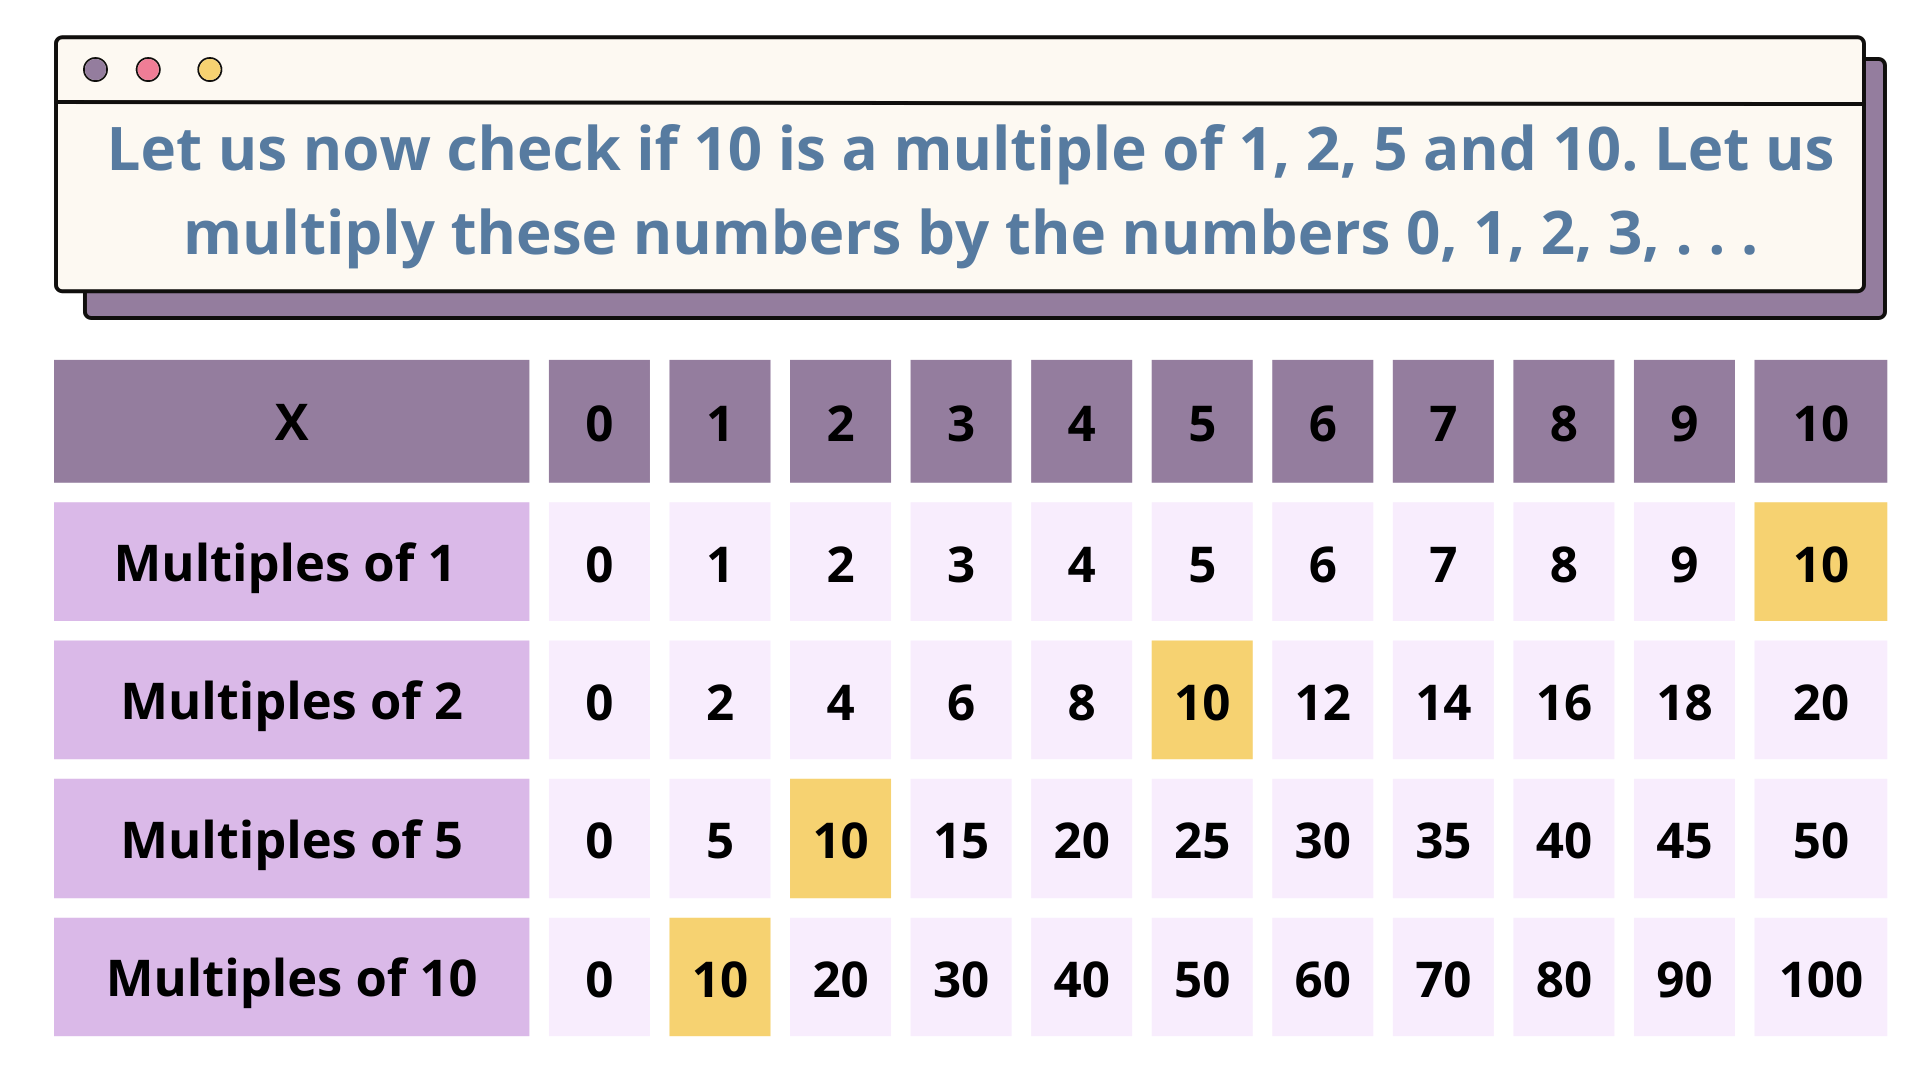 Let us now check if 10 is a multiple of 1, 2, 5 and 10. Let us
multiply these numbers by the numbers 0, 1, 2, 3, . . .
X 0 1 2 3 4 5 6 7 8 9 10
Multiples of 1 0 1 2 3 4 5 6 7 8 9 10
Multiples of 2 0 2 4 6 8 10 12 14 16 18 20
Multiples of 5 0 5 10 15 20 25 30 35 40 45 50
Multiples of 10 0 10 20 30 40 50 60 70 80 90 100